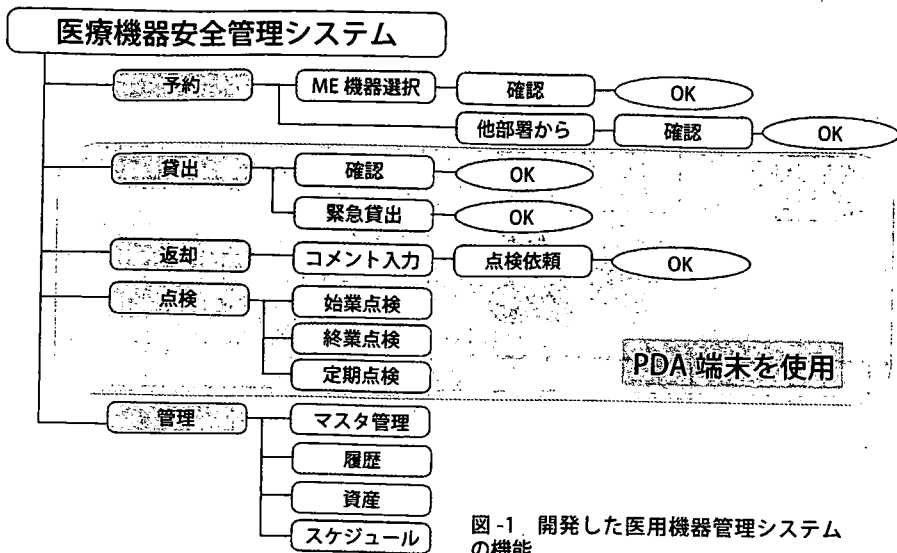 医療機器安全管理システム
予約
ME 機器選択
確認
OK
他部署から
確認
OK
貸出
確認
OK
緊急貸出
OK
返却
コメント入力
点検依頼
OK
点検
始業点検
終業点検
定期点検
PDA 端末を使用
管理
マスタ管理
履歴
資産
スケジュール
図 -1 開発した医用機器管理システム
の機能